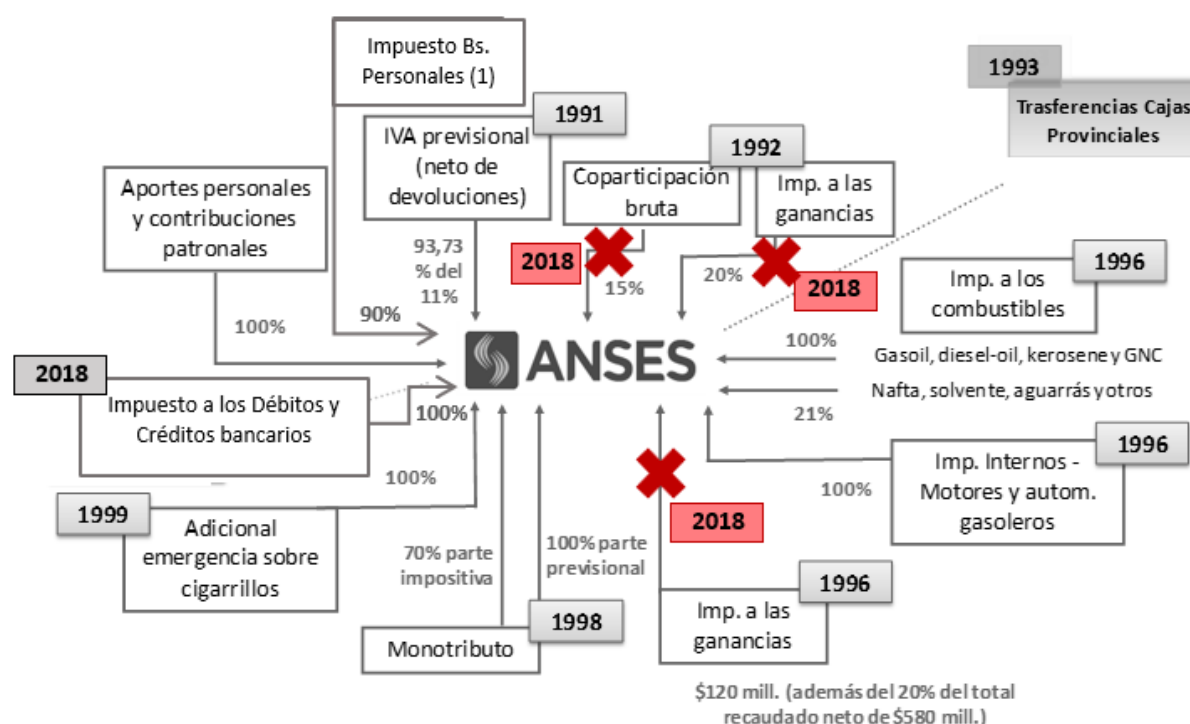 Impuesto Bs.
Personales (1)
1993
Trasferencias Cajas
Provinciales
1991
IVA previsional
(neto de
devoluciones)
1992
Coparticipación
bruta
Imp. a las
ganancias
Aportes personales
y contribuciones
patronales
93,73
% del
11%
2018
15%
20%
2018
1996
Imp. a los
combustibles
100%
90%
ANSES
100%
Gasoil, diesel-oil, kerosene y GNC
Nafta, solvente, aguarrás y otros
21%
2018
Impuesto a los Débitos y
Créditos bancarios
100%
1996
Imp. Internos -
Motores y autom.
gasoleros
100%
100%
1999
Adicional
emergencia sobre
cigarrillos
2018
70% parte
impositiva
100% parte
previsional
1998
Monotributo
1996
Imp. a las
ganancias
$120 mill. (además del 20% del total
recaudado neto de $580 mill.)